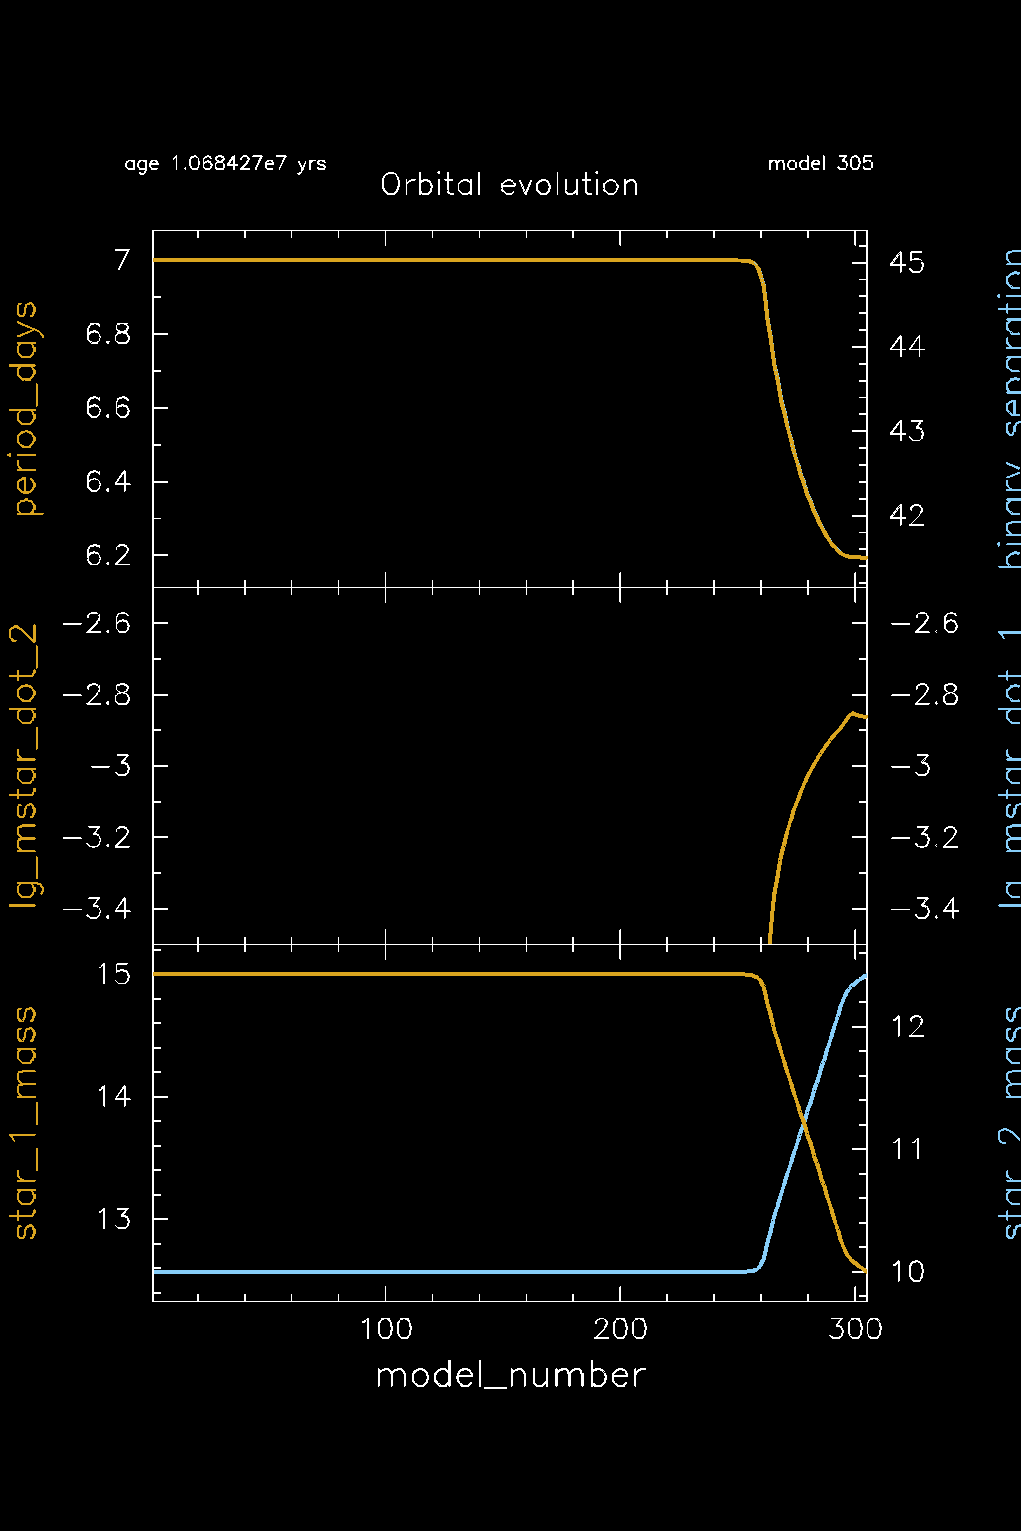 age 1.068427e7 yrs
model 305
Orbital evolution
period_days
7
6.8
6.6
6.4
6.2
45
44
43
42
binary separation
lg_mstar_dot_2
−2.6
−2.8
−3
−3.2
−3.4
−2.6
−2.8
−3
−3.2
−3.4
lg_mstar_dot_1
star_1_mass
15
14
13
12
11
10
star_2_mass
100
200
300
model_number